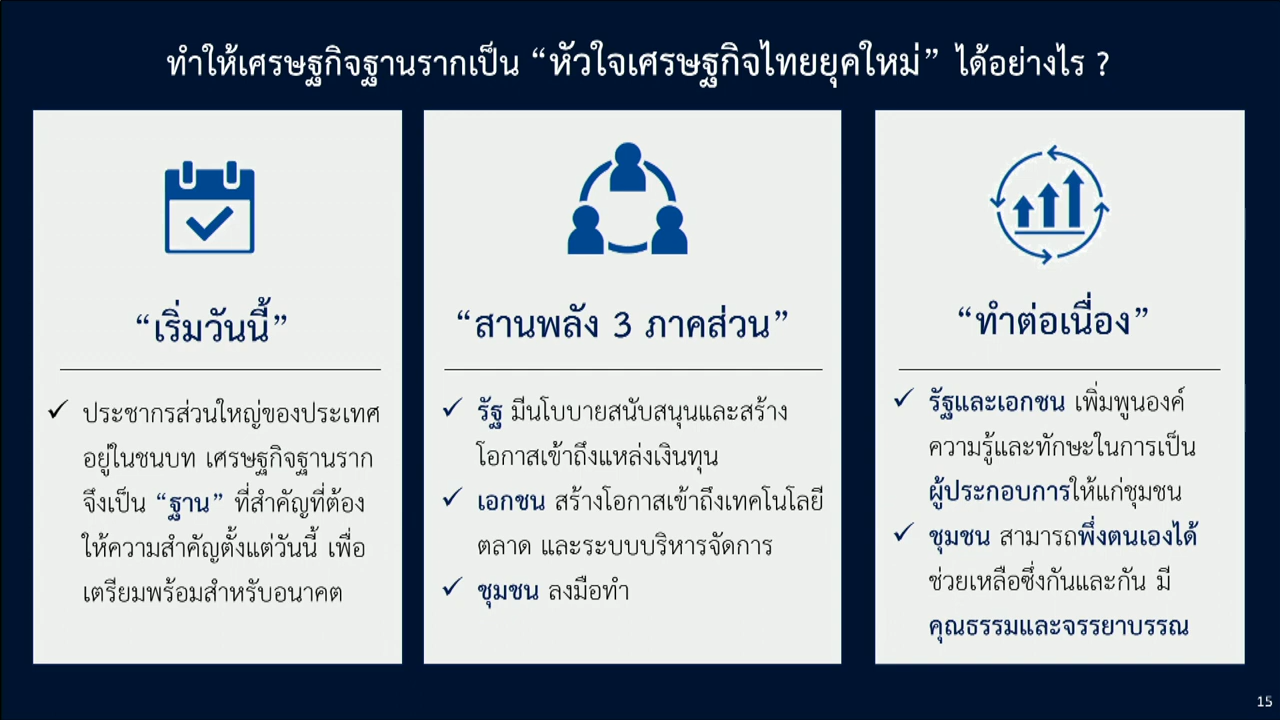 ทำให้เศรษฐกิจฐานรากเป็น “หัวใจเศรษฐกิจไทยยุคใหม่” ได้อย่างไร ?
“เริ่มวันนี้”
✓ ประชากรส่วนใหญ่ของประเทศ
อยู่ในชนบท เศรษฐกิจฐานราก
จึงเป็น “ฐาน” ที่สำคัญที่ต้อง
ให้ความสำคัญตั้งแต่วันนี้ เพื่อ
เตรียมพร้อมสำหรับอนาคต
“สานพลัง 3 ภาคส่วน”
✓ รัฐ มีนโบบายสนับสนุนและสร้าง
โอกาสเข้าถึงแหล่งเงินทุน
✓ เอกชน สร้างโอกาสเข้าถึงเทคโนโลยี
ตลาด และระบบบริหารจัดการ
✓ ชุมชน ลงมือทำ
“ทำต่อเนื่อง”
✓ รัฐและเอกชน เพิ่มพูนองค์
ความรู้และทักษะในการเป็น
ผู้ประกอบการให้แก่ชุมชน
✓ ชุมชน สามารถพึ่งตนเองได้
ช่วยเหลือซึ่งกันและกัน มี
คุณธรรมและจรรยาบรรณ
15